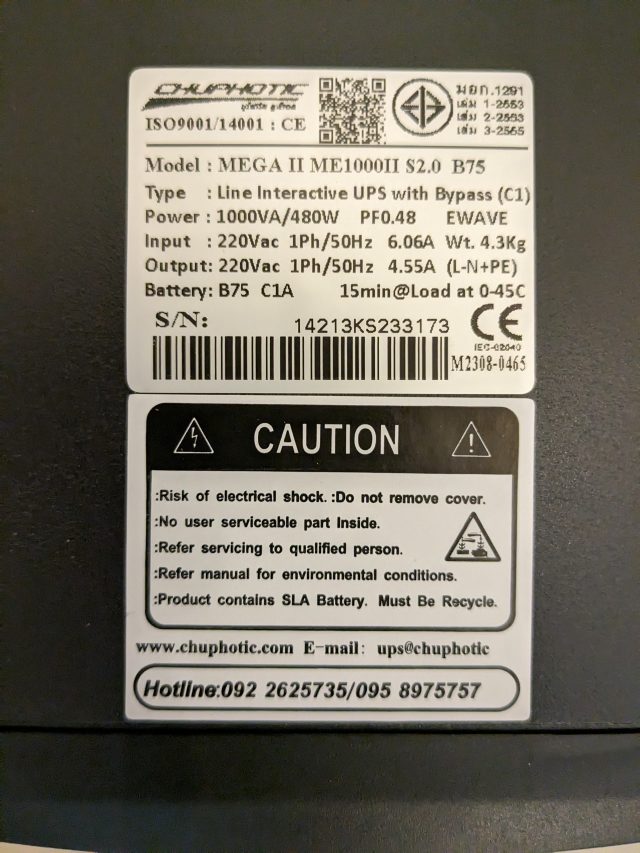 CHUPHOTIC
ISO9001/14001 : CE
มอก.1291
เล่ม 1-2553
เล่ม 2-2553
เล่ม 3-2555
Model : MEGA II ME1000II S2.0 B75
Type : Line Interactive UPS with Bypass (C1)
Power : 1000VA/480W PF0.48 EWAVE
Input : 220Vac 1Ph/50Hz 6.06A Wt. 4.3Kg
Output: 220Vac 1Ph/50Hz 4.55A (L-N+PE)
Battery: B75 C1A 15min@Load at 0-45C
S/N: 14213KS233173
CE
IEC-62040
M2308-0465
CAUTION
:Risk of electrical shock. :Do not remove cover.
:No user serviceable part Inside.
:Refer servicing to qualified person.
:Refer manual for environmental conditions.
:Product contains SLA Battery. Must Be Recycle.
www.chuphotic.com E-mail: ups@chuphotic
Hotline:092 2625735/095 8975757